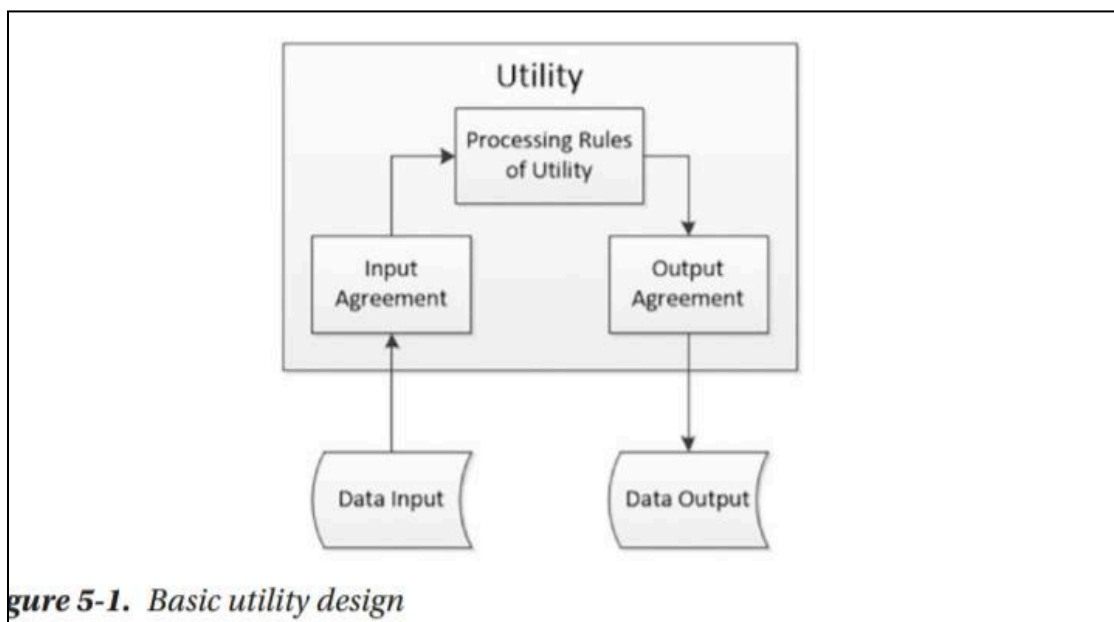 Utility
Processing Rules
of Utility
Input
Agreement
Output
Agreement
Data Input
Data Output
gure 5-1. Basic utility design